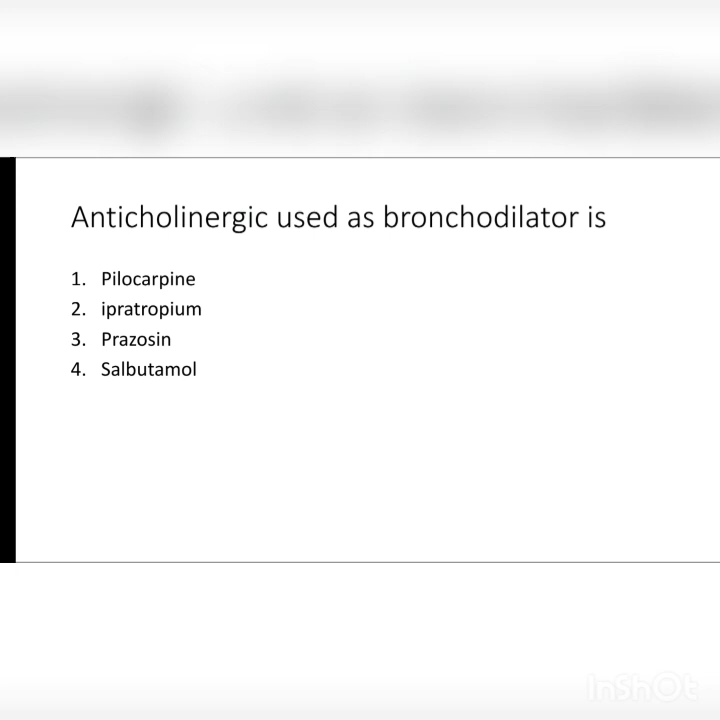 Anticholinergic used as bronchodilator is
1. Pilocarpine
2. ipratropium
3. Prazosin
4. Salbutamol
InShOt